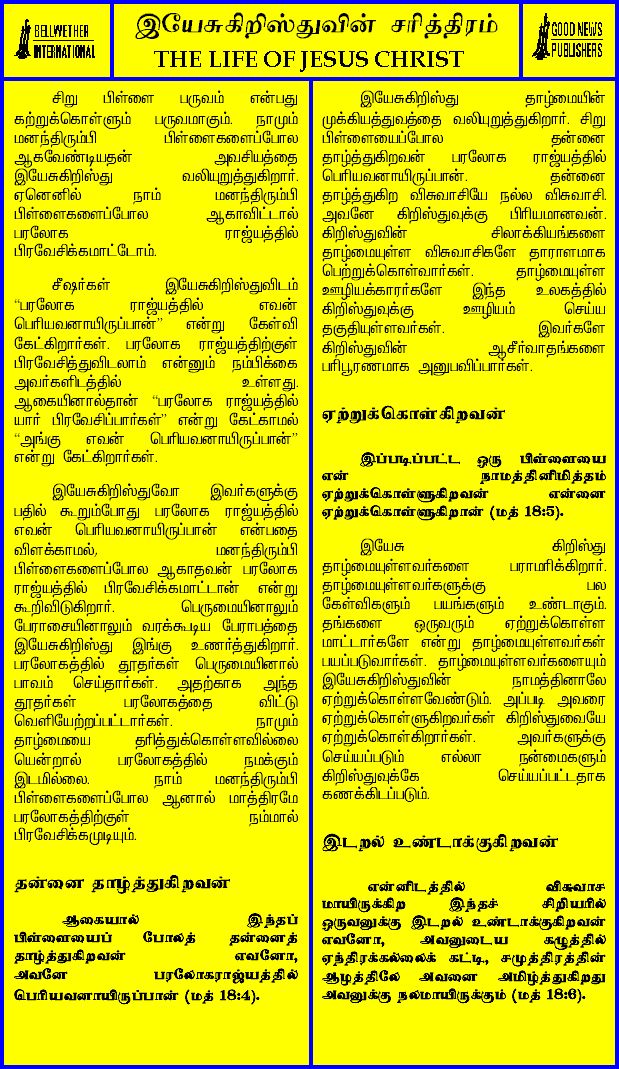 BELLWETHER
INTERNATIONAL
இயேசுகிறிஸ்துவின் சரித்திரம்
THE LIFE OF JESUS CHRIST
GOOD NEWS
PUBLISHERS
சிறு பிள்ளை பருவம் என்பது
கற்றுக்கொள்ளும் பருவமாகும். நாமும்
மனந்திரும்பி பிள்ளைகளைப்போல
ஆகவேண்டியதன் அவசியத்தை
இயேசுகிறிஸ்து வலியுறுத்துகிறார்.
ஏனெனில் நாம் மனந்திரும்பி
பிள்ளைகளைப்போல ஆகாவிட்டால்
பரலோக ராஜ்யத்தில்
பிரவேசிக்கமாட்டோம்.
சீஷர்கள் இயேசுகிறிஸ்துவிடம்
“பரலோக ராஜ்யத்தில் எவன்
பெரியவனாயிருப்பான்” என்று கேள்வி
கேட்கிறார்கள். பரலோக ராஜ்யத்திற்குள்
பிரவேசித்துவிடலாம் என்னும் நம்பிக்கை
அவர்களிடத்தில் உள்ளது.
ஆகையினால்தான் “பரலோக ராஜ்யத்தில்
யார் பிரவேசிப்பார்கள்” என்று கேட்காமல்
“அங்கு எவன் பெரியவனாயிருப்பான்”
என்று கேட்கிறார்கள்.
இயேசுகிறிஸ்துவோ இவர்களுக்கு
பதில் கூறும்போது பரலோக ராஜ்யத்தில்
எவன் பெரியவனாயிருப்பான் என்பதை
விளக்காமல், மனந்திரும்பி
பிள்ளைகளைப்போல ஆகாதவன் பரலோக
ராஜ்யத்தில் பிரவேசிக்கமாட்டான் என்று
கூறிவிடுகிறார். பெருமையினாலும்
பேராசையினாலும் வரக்கூடிய பேராபத்தை
இயேசுகிறிஸ்து இங்கு உணர்த்துகிறார்.
பரலோகத்தில் தூதர்கள் பெருமையினால்
பாவம் செய்தார்கள். அதற்காக அந்த
தூதர்கள் பரலோகத்தை விட்டு
வெளியேற்றப்பட்டார்கள். நாமும்
தாழ்மையை தரித்துக்கொள்ளவில்லை
யென்றால் பரலோகத்தில் நமக்கும்
இடமில்லை. நாம் மனந்திரும்பி
பிள்ளைகளைப்போல ஆனால் மாத்திரமே
பரலோகத்திற்குள் நம்மால்
பிரவேசிக்கமுடியும்.
தன்னை தாழ்த்துகிறவன்
ஆகையால் இந்தப்
பிள்ளையைப் போலத் தன்னைத்
தாழ்த்துகிறவன் எவனோ,
அவனே பரலோகராஜ்யத்தில்
பெரியவனாயிருப்பான் (மத் 18:4).
இயேசுகிறிஸ்து தாழ்மையின்
முக்கியத்துவத்தை வலியுறுத்துகிறார். சிறு
பிள்ளையைப்போல தன்னை
தாழ்த்துகிறவன் பரலோக ராஜ்யத்தில்
பெரியவனாயிருப்பான். தன்னை
தாழ்த்துகிற விசுவாசியே நல்ல விசுவாசி.
அவனே கிறிஸ்துவுக்கு பிரியமானவன்.
கிறிஸ்துவின் சிலாக்கியங்களை
தாழ்மையுள்ள விசுவாசிகளே தாராளமாக
பெற்றுக்கொள்வார்கள். தாழ்மையுள்ள
ஊழியக்காரர்களே இந்த உலகத்தில்
கிறிஸ்துவுக்கு ஊழியம் செய்ய
தகுதியுள்ளவர்கள். இவர்களே
கிறிஸ்துவின் ஆசீர்வாதங்களை
பரிபூரணமாக அனுபவிப்பார்கள்.
ஏற்றுக்கொள்கிறவன்
இப்படிப்பட்ட ஒரு பிள்ளையை
என் நாமத்தினிமித்தம்
ஏற்றுக்கொள்ளுகிறவன் என்னை
ஏற்றுக்கொள்ளுகிறான் (மத் 18:5).
இயேசு கிறிஸ்து
தாழ்மையுள்ளவர்களை பராமரிக்கிறார்.
தாழ்மையுள்ளவர்களுக்கு பல
கேள்விகளும் பயங்களும் உண்டாகும்.
தங்களை ஒருவரும் ஏற்றுக்கொள்ள
மாட்டார்களே என்று தாழ்மையுள்ளவர்கள்
பயப்படுவார்கள். தாழ்மையுள்ளவர்களையும்
இயேசுகிறிஸ்துவின் நாமத்தினாலே
ஏற்றுக்கொள்ளவேண்டும். அப்படி அவரை
ஏற்றுக்கொள்ளுகிறவர்கள் கிறிஸ்துவையே
ஏற்றுக்கொள்கிறார்கள். அவர்களுக்கு
செய்யப்படும் எல்லா நன்மைகளும்
கிறிஸ்துவுக்கே செய்யப்பட்டதாக
கணக்கிடப்படும்.
இடறல் உண்டாக்குகிறவன்
என்னிடத்தில் விசுவாச
மாயிருக்கிற இந்தச் சிறியரில்
ஒருவனுக்கு இடறல் உண்டாக்குகிறவன்
எவனோ, அவனுடைய கழுத்தில்
ஏந்திரக்கல்லைக் கட்டி, சமுத்திரத்தின்
ஆழத்திலே அவனை அமிழ்த்துகிறது
அவனுக்கு நலமாயிருக்கும் (மத் 18:6).